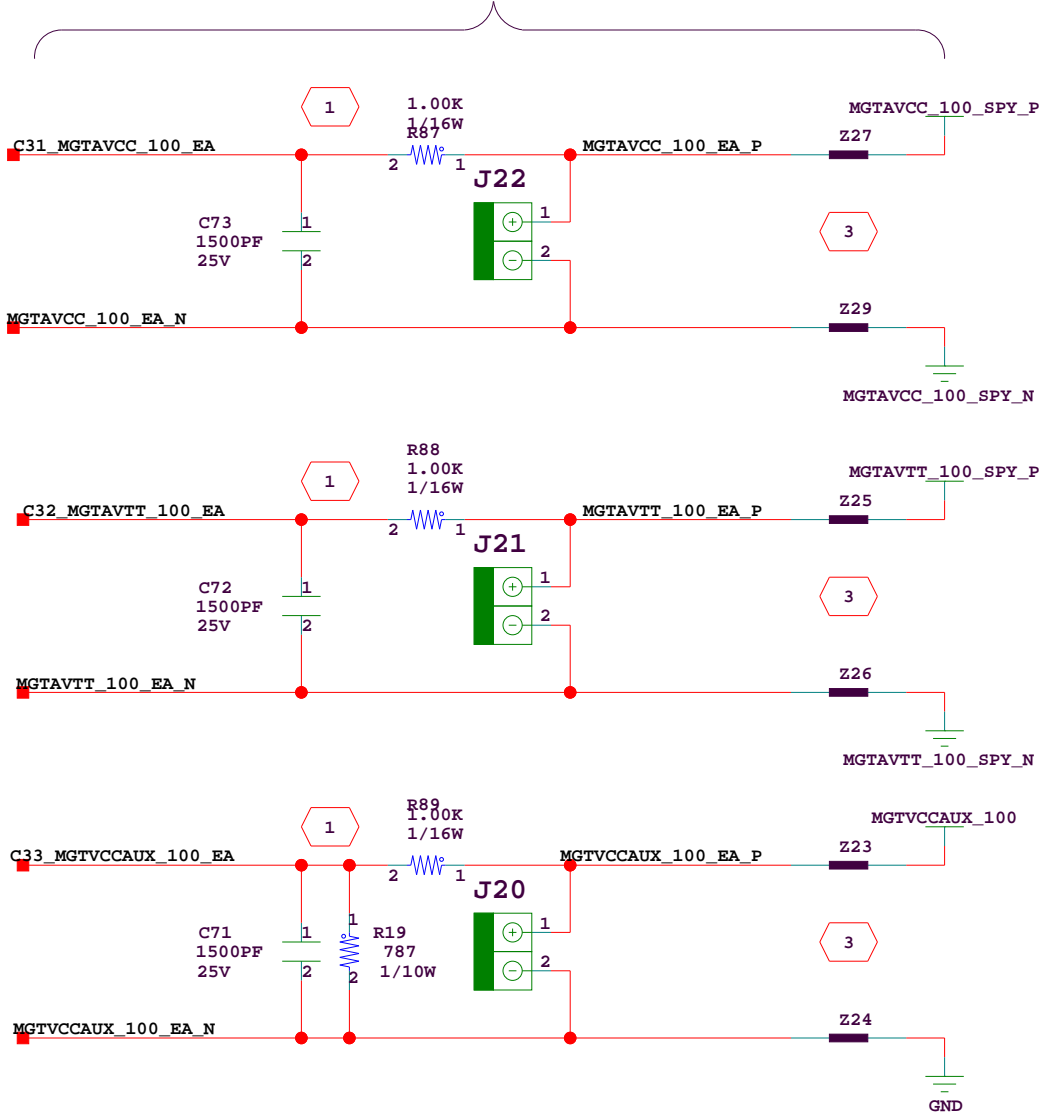 1
1.00K
1/16W
R87
MGTAVCC_100_SPY_P
C31_MGTAVCC_100_EA
2
1
MGTAVCC_100_EA_P
Z27
J22
C73
1500PF
25V
1
2
1
2
3
MGTAVCC_100_EA_N
Z29
MGTAVCC_100_SPY_N
1
R88
1.00K
1/16W
MGTAVTT_100_SPY_P
C32_MGTAVTT_100_EA
2
1
MGTAVTT_100_EA_P
Z25
J21
C72
1500PF
25V
1
2
1
2
3
MGTAVTT_100_EA_N
Z26
MGTAVTT_100_SPY_N
1
R89
1.00K
1/16W
MGTVCCAUX_100
C33_MGTVCCAUX_100_EA
2
1
MGTVCCAUX_100_EA_P
Z23
J20
C71
1500PF
25V
1
2
1
2
R19
787
1/10W
1
2
3
MGTVCCAUX_100_EA_N
Z24
GND